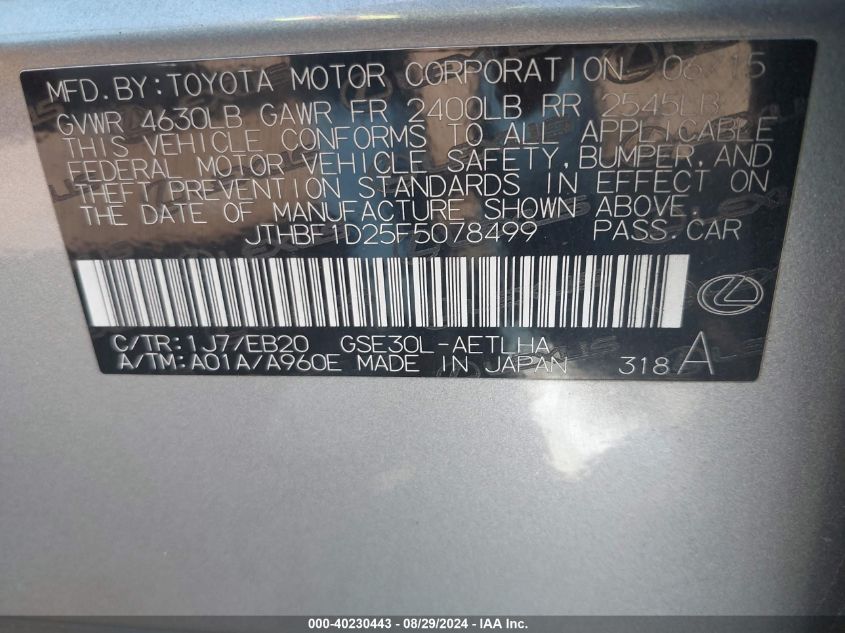 MFD.BY:TOYOTA MOTOR CORPORATION 06/15
GVWR 4630LB GAWR FR 2400LB RR 2545LB
THIS VEHICLE CONFORMS TO ALL APPLICABLE
FEDERAL MOTOR VEHICLE SAFETY,BUMPER,AND
THEFT PREVENTION STANDARDS IN EFFECT ON
THE DATE OF MANUFACTURE SHOWN ABOVE.
JTHBF1D25F5078499 PASS.CAR
C/TR:1J7/EB20 GSE30L-AETLHA
A/TM:A01A/A960E MADE IN JAPAN 318 A
000-40230443 - 08/29/2024 - IAA Inc.